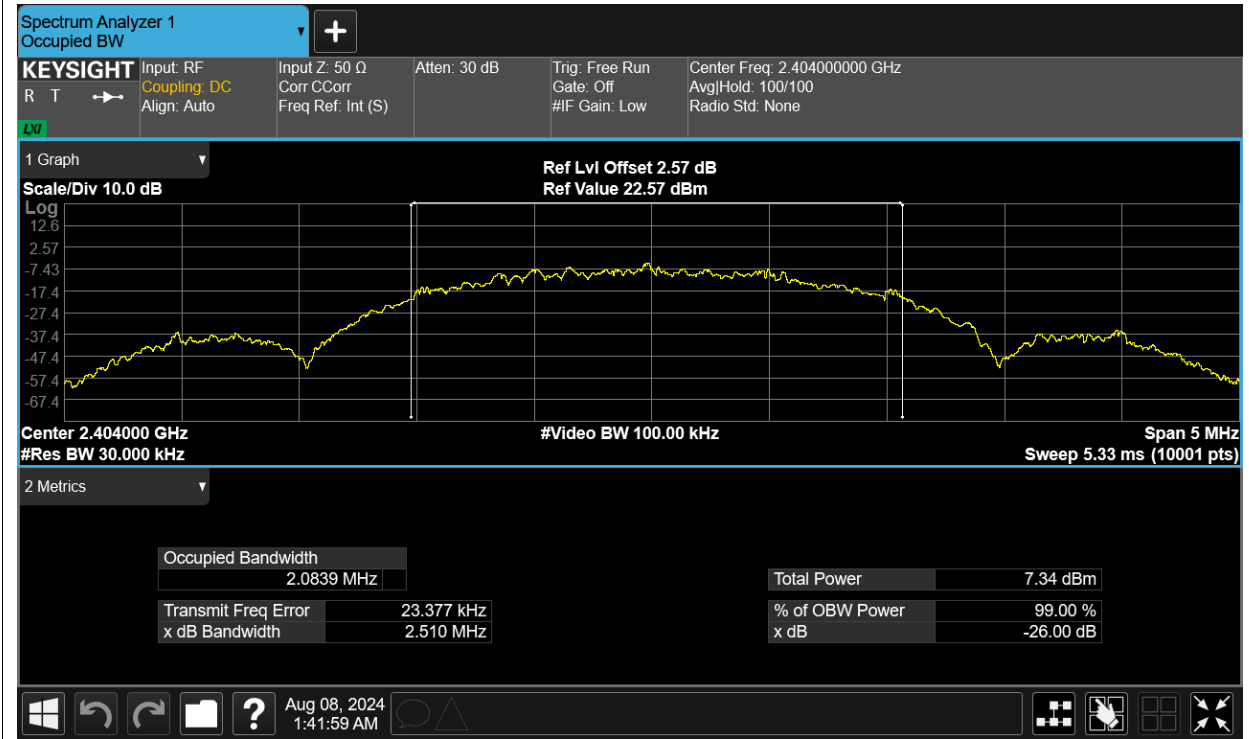 Spectrum Analyzer 1
Occupied BW
KEYSIGHT
R T
LXI
Input: RF
Coupling: DC
Align: Auto
Input Z: 50 Ω
Corr CCorr
Freq Ref: Int (S)
Atten: 30 dB
Trig: Free Run
Gate: Off
#IF Gain: Low
Center Freq: 2.404000000 GHz
Avg|Hold: 100/100
Radio Std: None
1 Graph
Scale/Div 10.0 dB
Ref Lvl Offset 2.57 dB
Ref Value 22.57 dBm
Log
12.6
2.57
-7.43
-17.4
-27.4
-37.4
-47.4
-57.4
-67.4
Center 2.404000 GHz
#Res BW 30.000 kHz
#Video BW 100.00 kHz
Span 5 MHz
Sweep 5.33 ms (10001 pts)
2 Metrics
Occupied Bandwidth
2.0839 MHz
Transmit Freq Error 23.377 kHz
x dB Bandwidth 2.510 MHz
Total Power 7.34 dBm
% of OBW Power 99.00 %
x dB -26.00 dB
?
Aug 08, 2024
1:41:59 AM